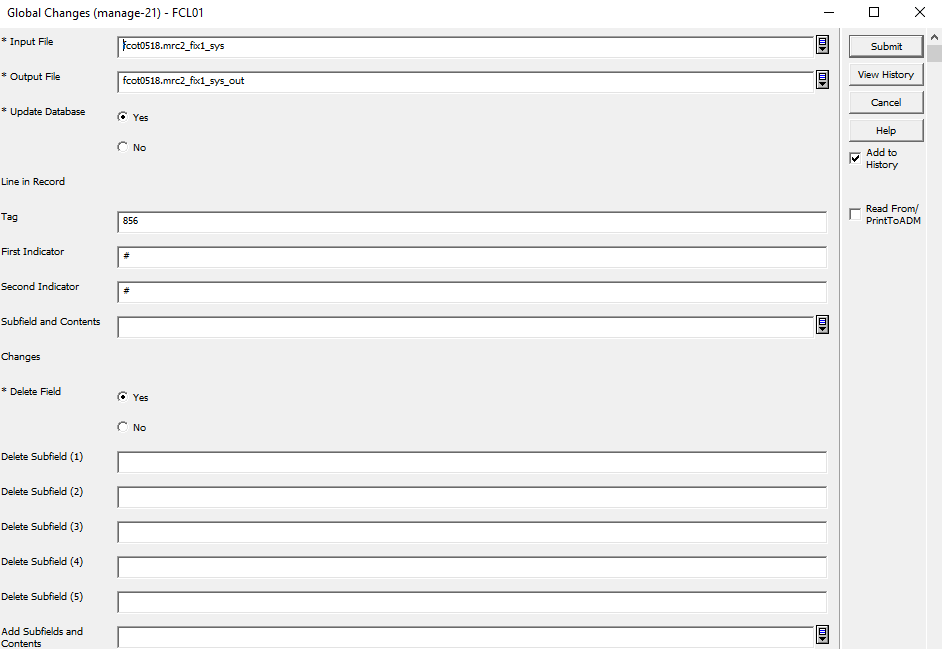 Global Changes (manage-21) - FCL01
* Input File
fcot0518.mrc2_fix1_sys
* Output File
fcot0518.mrc2_fix1_sys_out
* Update Database
Yes
No
Line in Record
Tag
856
First Indicator
#
Second Indicator
#
Subfield and Contents
Changes
* Delete Field
Yes
No
Delete Subfield (1)
Delete Subfield (2)
Delete Subfield (3)
Delete Subfield (4)
Delete Subfield (5)
Add Subfields and
Contents
Submit
View History
Cancel
Help
Add to
History
Read From/
PrintToADM